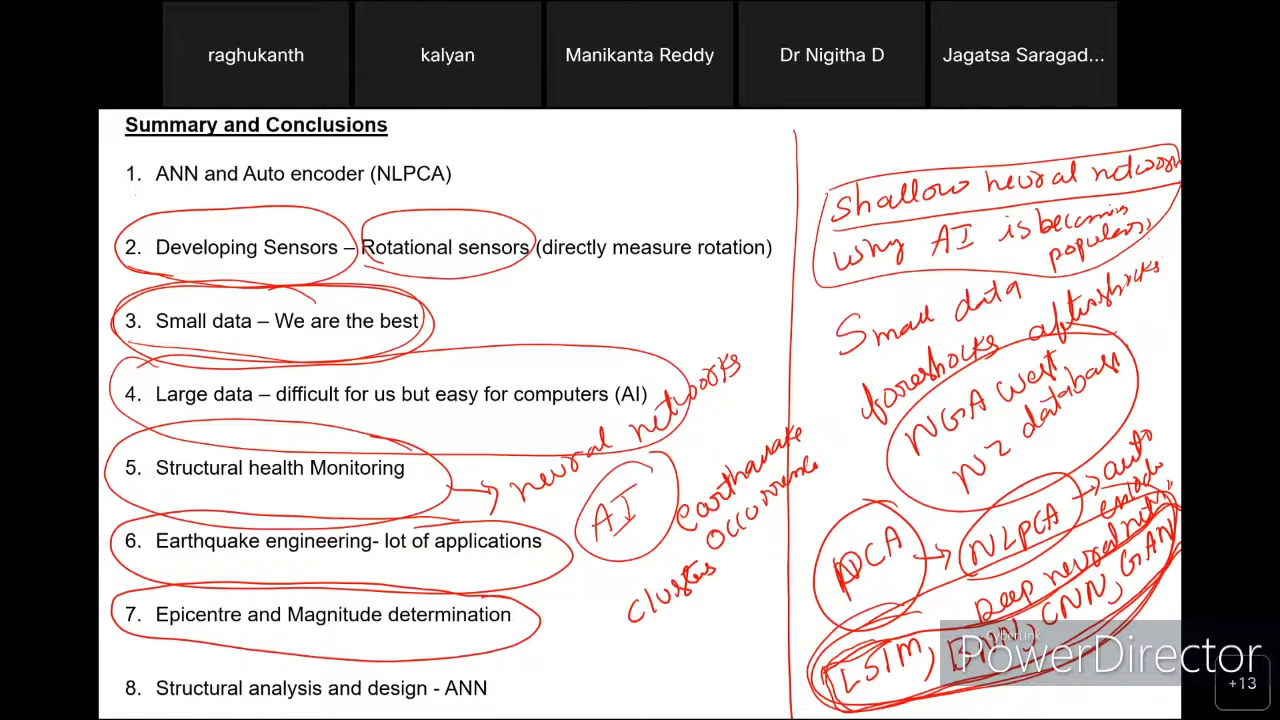 raghukanth
kalyan
Manikanta Reddy
Dr Nigitha D
Jagatsa Saragad...
Summary and Conclusions
1. ANN and Auto encoder (NLPCA)
2. Developing Sensors – Rotational sensors (directly measure rotation)
3. Small data – We are the best
4. Large data – difficult for us but easy for computers (AI)
5. Structural health Monitoring
6. Earthquake engineering- lot of applications
7. Epicentre and Magnitude determination
8. Structural analysis and design - ANN
neural networks
AI
earthquake
occurrence
clusters
shallow neural network
why AI is becoming
popular,
Small data
foreshocks aftershocks
NGA west
NZ database
PCA
NLPCA
auto
Deep neural
LSTM, CNN, GAN
CyberLink
PowerDirector
+13